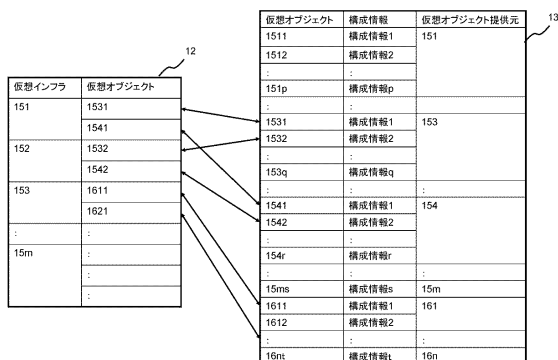 12
仮想インフラ 仮想オブジェクト
151 1531
1541
152 1532
1542
153 1611
1621
: :
15m :
:
:
13
仮想オブジェクト 構成情報 仮想オブジェクト提供元
1511 構成情報1 151
1512 構成情報2
: :
151p 構成情報p
: :
1531 構成情報1 153
1532 構成情報2
: :
153q 構成情報q
: : :
1541 構成情報1 154
1542 構成情報2
: :
154r 構成情報r
: : :
15ms 構成情報s 15m
1611 構成情報1 161
1612 構成情報2
: : :
16nt 構成情報t 16n